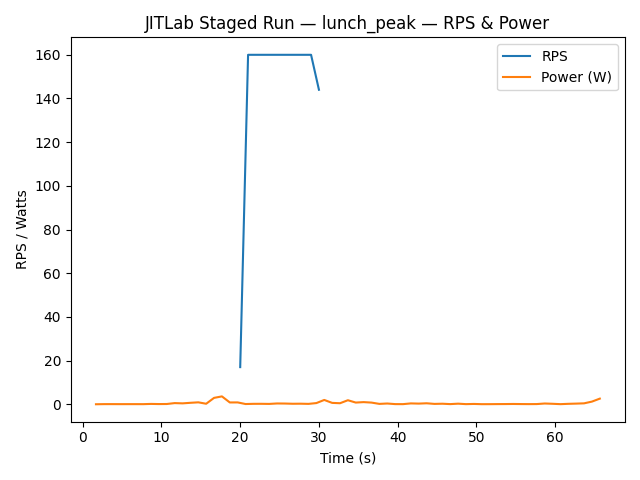 JITLab Staged Run — lunch_peak — RPS & Power
RPS
Power (W)
160
140
120
100
80
60
40
20
0
RPS / Watts
0 10 20 30 40 50 60
Time (s)